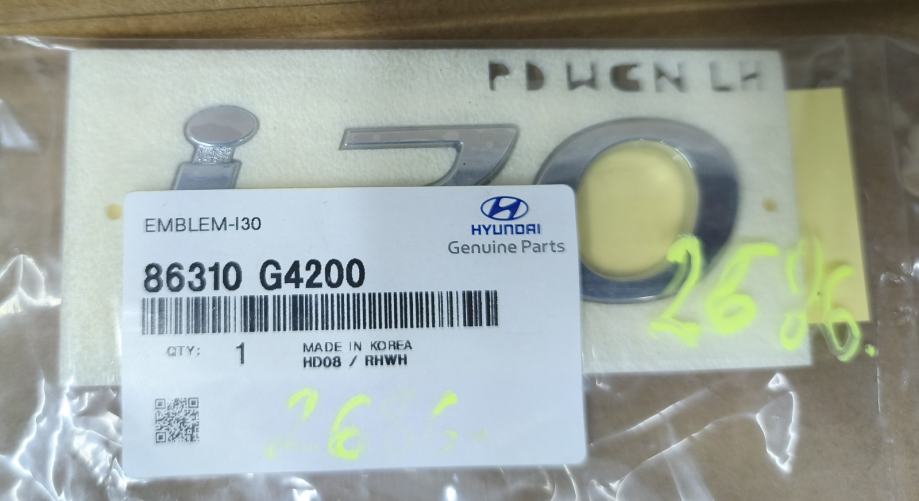 PD WGN LH
i30
EMBLEM-I30
HYUNDAI
Genuine Parts
86310 G4200
QTY: 1 MADE IN KOREA
HD08 / RHWH